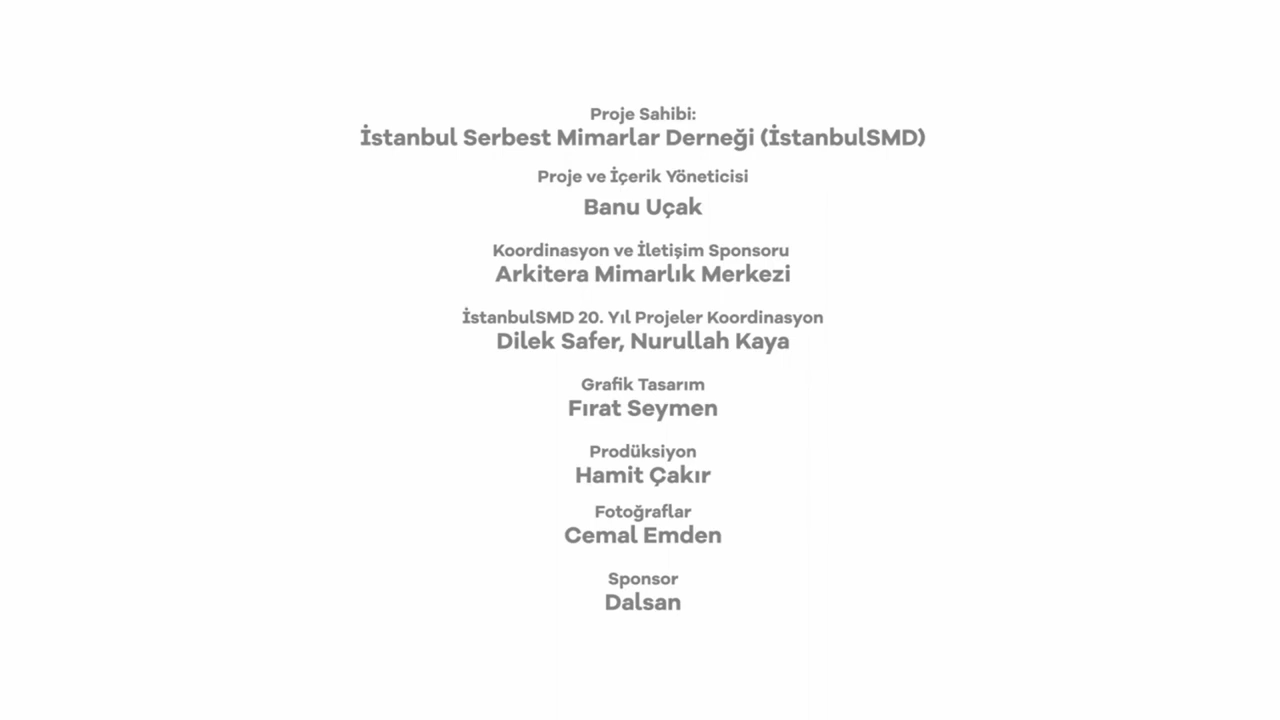 Proje Sahibi:
İstanbul Serbest Mimarlar Derneği (İstanbulSMD)
Proje ve İçerik Yöneticisi
Banu Uçak
Koordinasyon ve İletişim Sponsoru
Arkitera Mimarlık Merkezi
İstanbulSMD 20. Yıl Projeler Koordinasyon
Dilek Safer, Nurullah Kaya
Grafik Tasarım
Fırat Seymen
Prodüksiyon
Hamit Çakır
Fotoğraflar
Cemal Emden
Sponsor
Dalsan